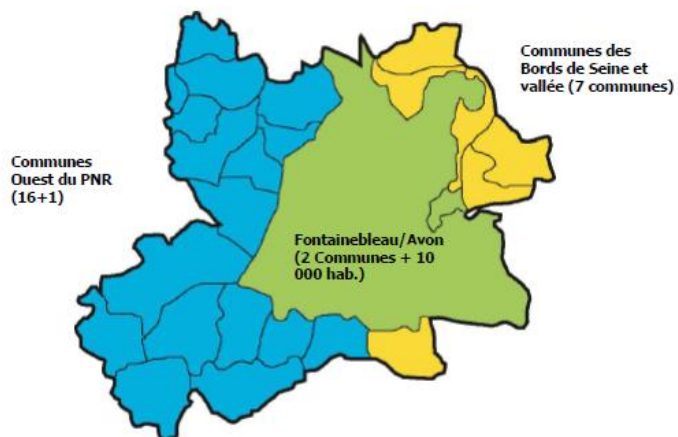 Communes des
Bords de Seine et
vallée (7 communes)
Communes
Ouest du PNR
(16+1)
Fontainebleau/Avon
(2 Communes + 10
000 hab.)